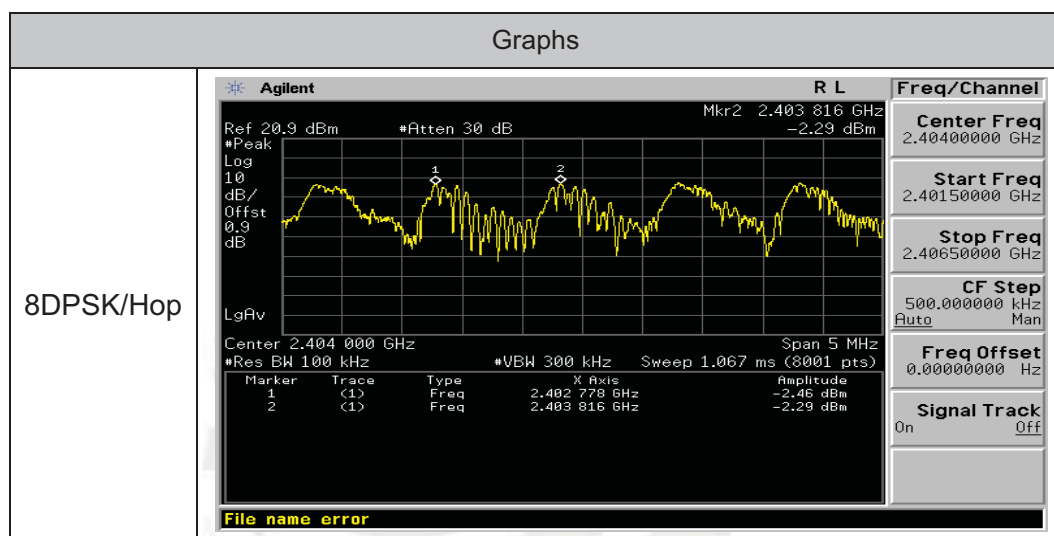 Graphs
8DPSK/Hop
Agilent
R L
Mkr2 2.403 816 GHz
Ref 20.9 dBm #Atten 30 dB -2.29 dBm
#Peak
Log
10
dB/
Offst
0.9
dB
LgAv
1
2
Center 2.404 000 GHz Span 5 MHz
#Res BW 100 kHz #VBW 300 kHz Sweep 1.067 ms (8001 pts)
Marker Trace Type X Axis Amplitude
1 (1) Freq 2.402 778 GHz -2.46 dBm
2 (1) Freq 2.403 816 GHz -2.29 dBm
File name error
Freq/Channel
Center Freq
2.40400000 GHz
Start Freq
2.40150000 GHz
Stop Freq
2.40650000 GHz
CF Step
500.000000 kHz
Auto Man
Freq Offset
0.00000000 Hz
Signal Track
On Off